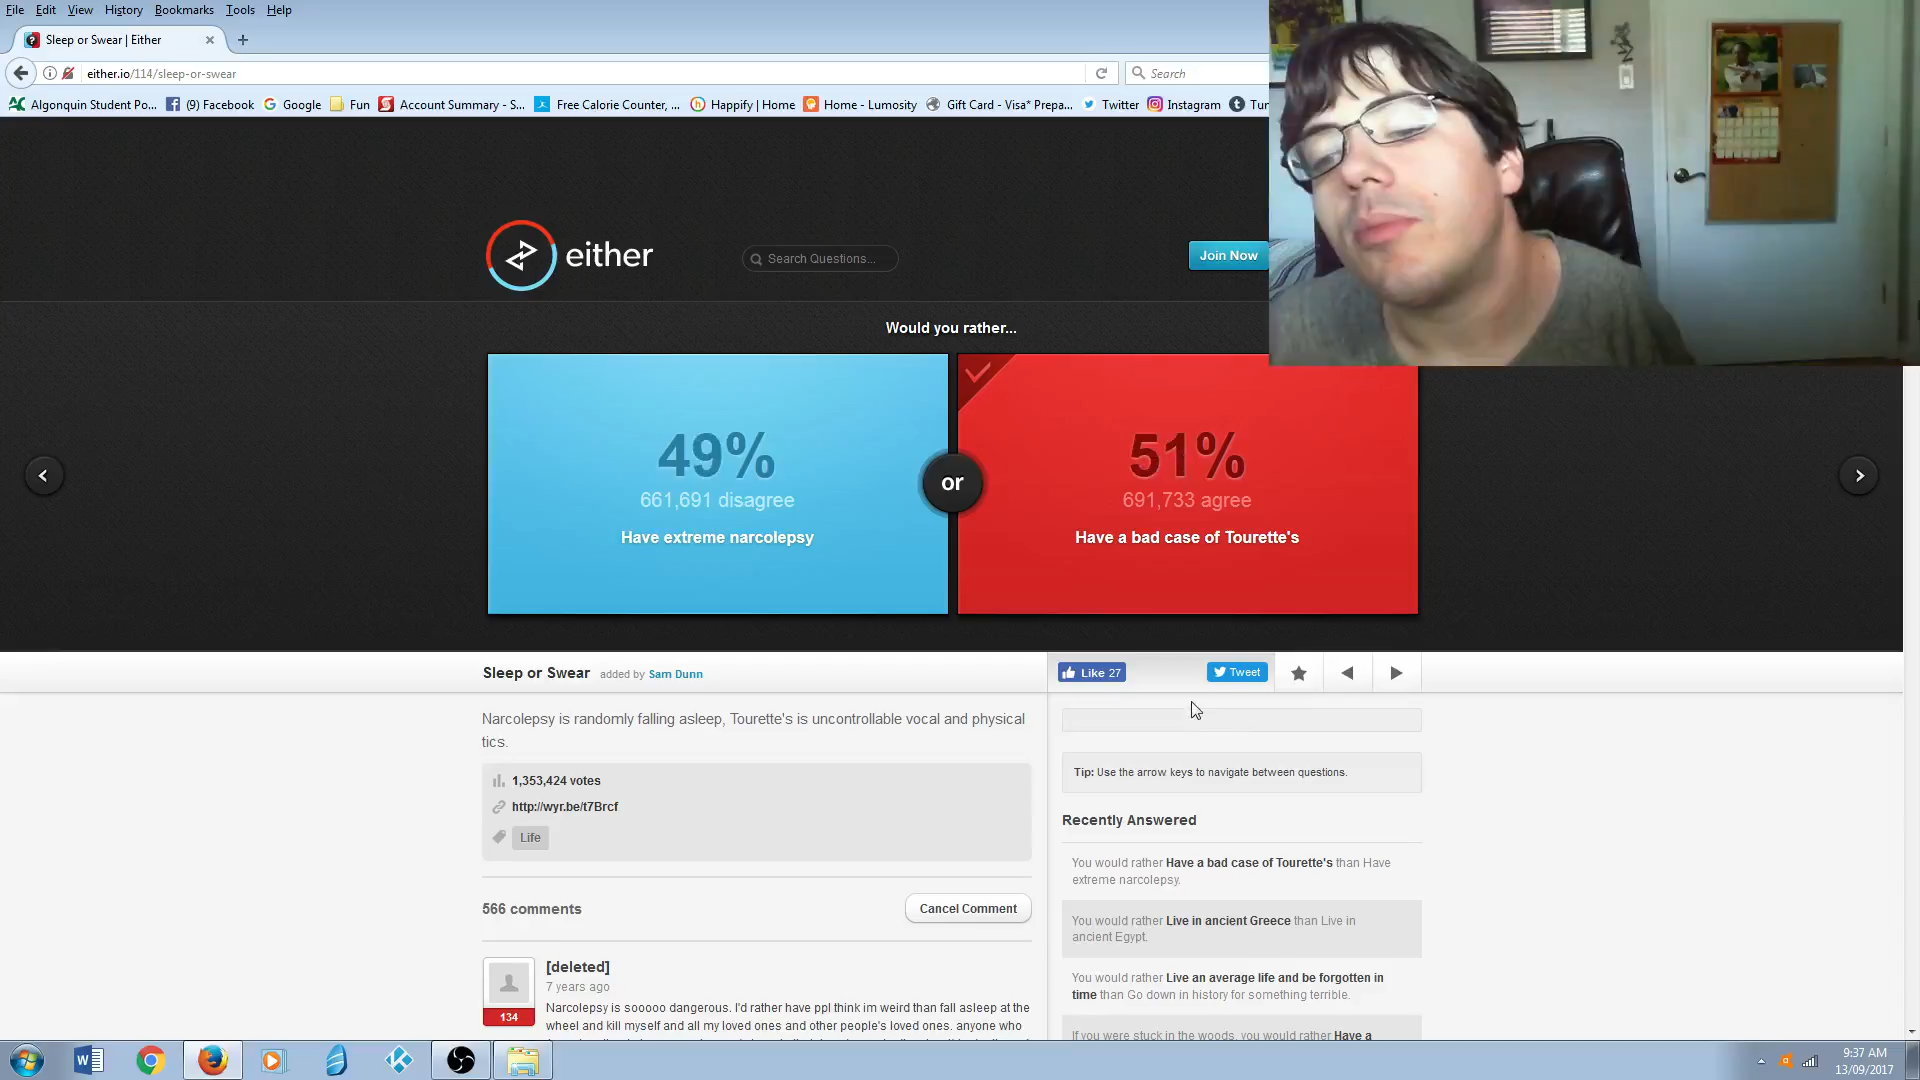 File Edit View History Bookmarks Tools Help
Sleep or Swear | Either
either.io/114/sleep-or-swear
Search
Algonquin Student Po... (9) Facebook Google Fun Account Summary - S... Free Calorie Counter, ... Happify | Home Home - Lumosity Gift Card - Visa* Prepa... Twitter Instagram
either
Search Questions...
Join Now
Would you rather...
49%
661,691 disagree
Have extreme narcolepsy
or
51%
691,733 agree
Have a bad case of Tourette's
Sleep or Swear added by Sam Dunn
Like 27
Tweet
Narcolepsy is randomly falling asleep, Tourette's is uncontrollable vocal and physical
tics.
1,353,424 votes
http://wyr.be/t7Brcf
Life
566 comments
Cancel Comment
[deleted]
7 years ago
134
Narcolepsy is sooooo dangerous. I'd rather have ppl think im weird than fall asleep at the
wheel and kill myself and all my loved ones and other people's loved ones. anyone who
Tip: Use the arrow keys to navigate between questions.
Recently Answered
You would rather Have a bad case of Tourette's than Have
extreme narcolepsy.
You would rather Live in ancient Greece than Live in
ancient Egypt.
You would rather Live an average life and be forgotten in
time than Go down in history for something terrible.
If you were stuck in the woods, you would rather Have a
9:37 AM
13/09/2017